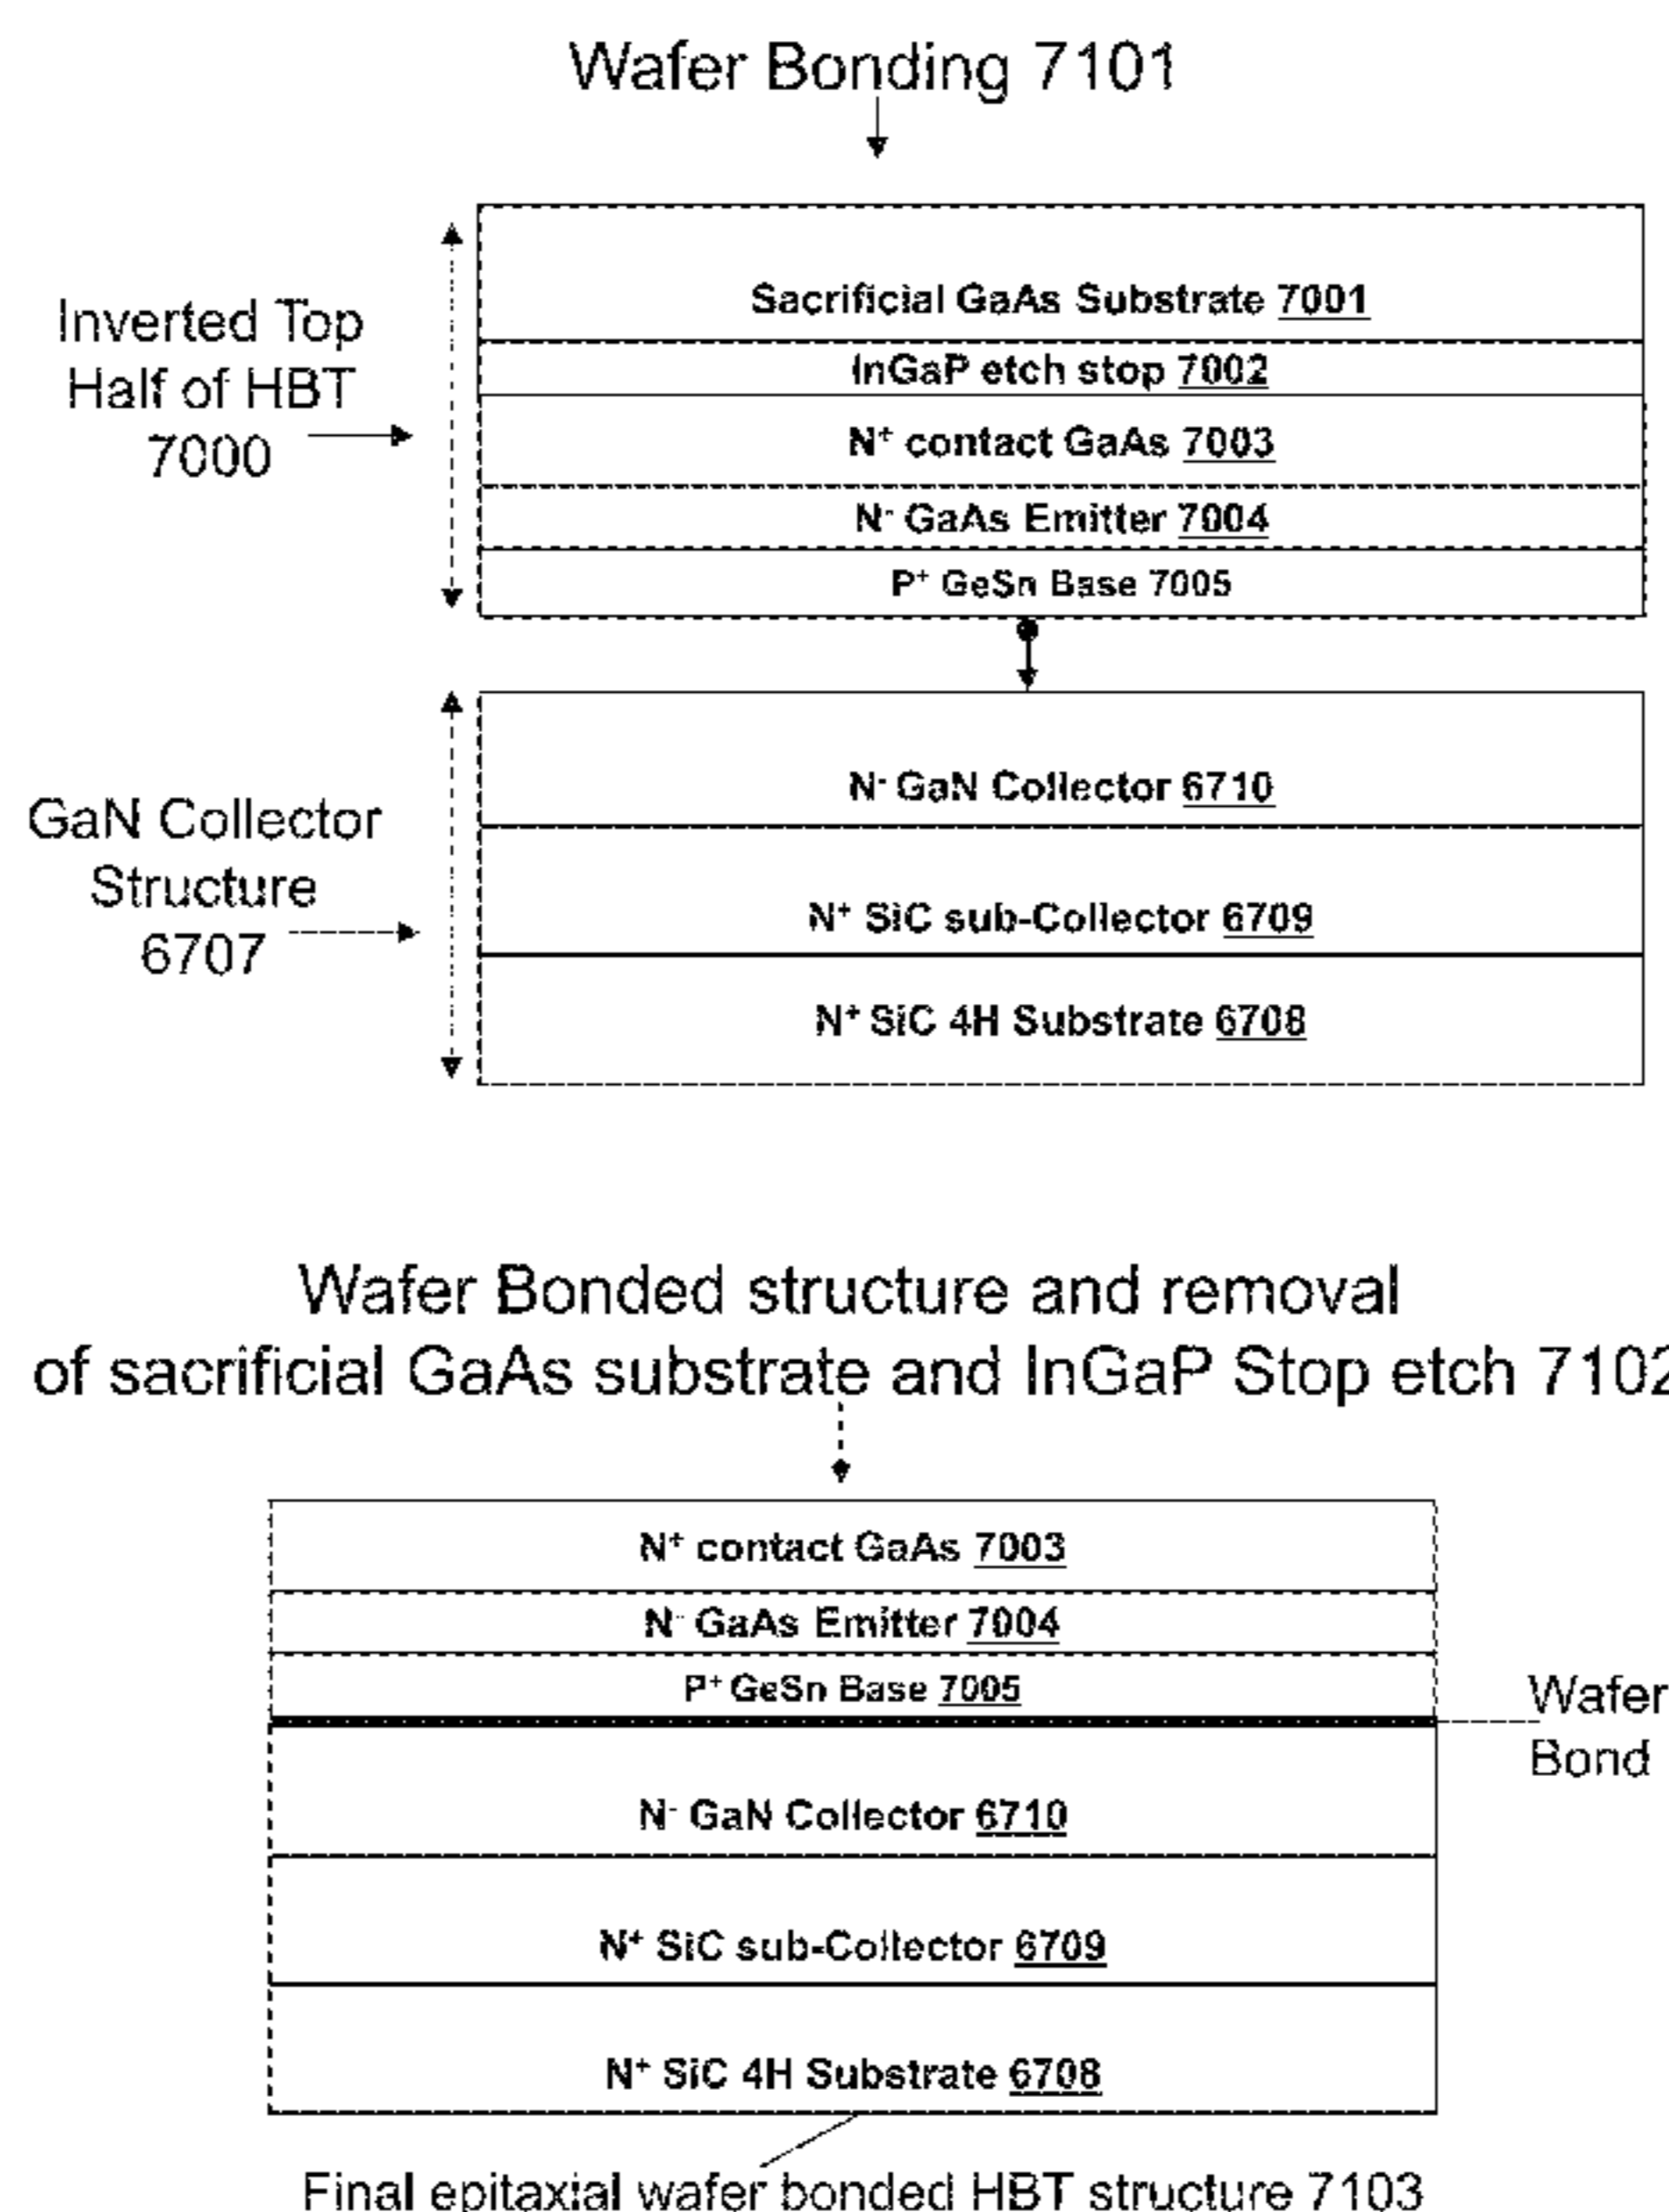 Wafer Bonding 7101
Inverted Top
Half of HBT
7000
Sacrificial GaAs Substrate 7001
InGaP etch stop 7002
N⁺ contact GaAs 7003
N⁻ GaAs Emitter 7004
P⁺ GeSn Base 7005
GaN Collector
Structure
6707
N⁻ GaN Collector 6710
N⁺ SiC sub-Collector 6709
N⁺ SiC 4H Substrate 6708
Wafer Bonded structure and removal
of sacrificial GaAs substrate and InGaP Stop etch 7102
N⁺ contact GaAs 7003
N⁻ GaAs Emitter 7004
P⁺ GeSn Base 7005
Wafer
Bond
N⁻ GaN Collector 6710
N⁺ SiC sub-Collector 6709
N⁺ SiC 4H Substrate 6708
Final epitaxial wafer bonded HBT structure 7103